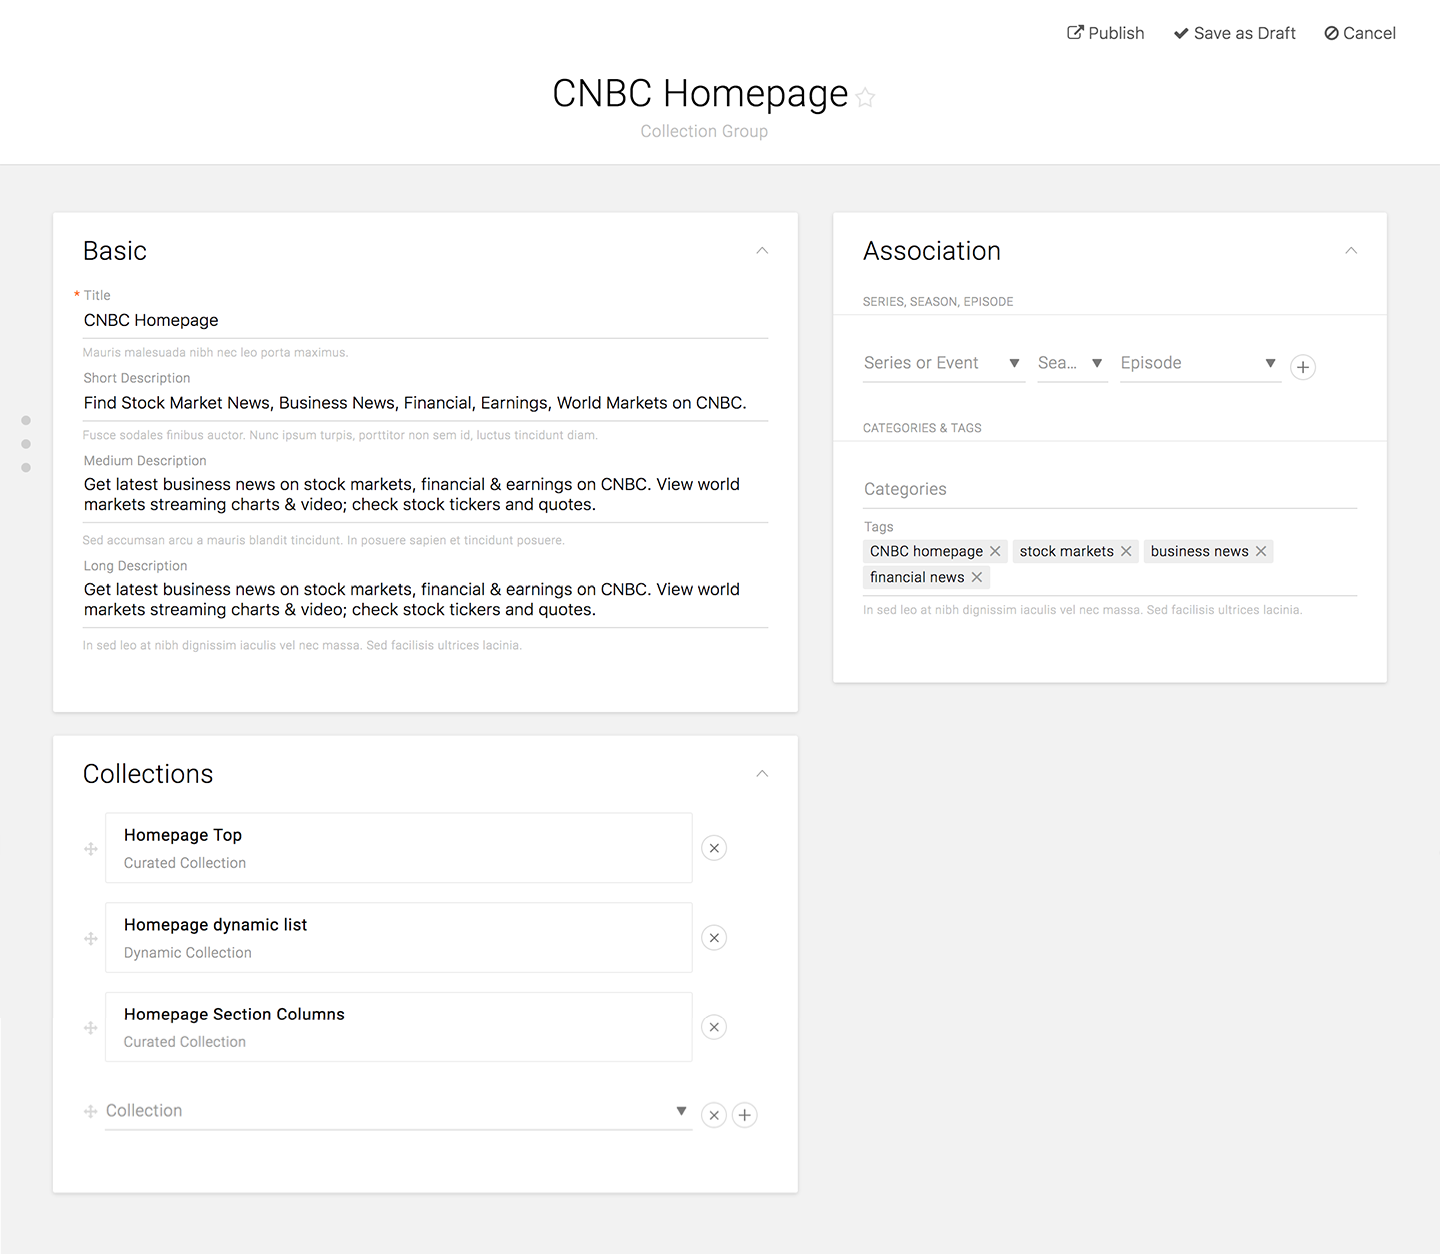 Publish Save as Draft Cancel
CNBC Homepage
Collection Group
Basic
* Title
CNBC Homepage
Mauris malesuada nibh nec leo porta maximus.
Short Description
Find Stock Market News, Business News, Financial, Earnings, World Markets on CNBC.
Fusce sodales finibus auctor. Nunc ipsum turpis, porttitor non sem id, luctus tincidunt diam.
Medium Description
Get latest business news on stock markets, financial & earnings on CNBC. View world
markets streaming charts & video; check stock tickers and quotes.
Sed accumsan arcu a mauris blandit tincidunt. In posuere sapien et tincidunt posuere.
Long Description
Get latest business news on stock markets, financial & earnings on CNBC. View world
markets streaming charts & video; check stock tickers and quotes.
In sed leo at nibh dignissim iaculis vel nec massa. Sed facilisis ultrices lacinia.
Association
SERIES, SEASON, EPISODE
Series or Event Sea... Episode
CATEGORIES & TAGS
Categories
Tags
CNBC homepage stock markets business news
financial news
In sed leo at nibh dignissim iaculis vel nec massa. Sed facilisis ultrices lacinia.
Collections
Homepage Top
Curated Collection
Homepage dynamic list
Dynamic Collection
Homepage Section Columns
Curated Collection
Collection